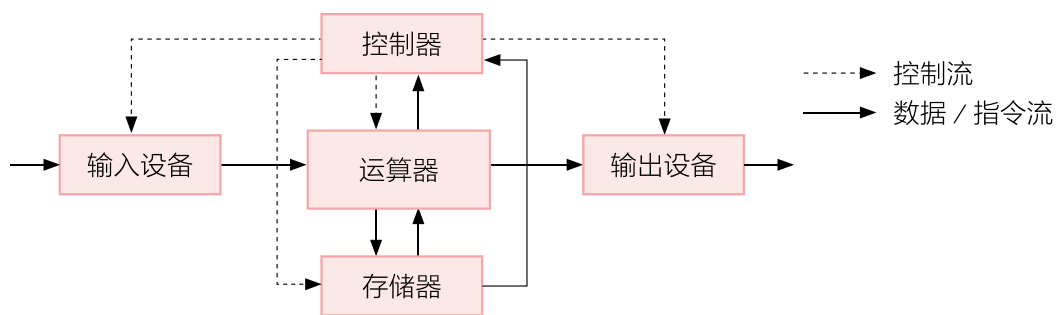 控制器
控制流
数据 / 指令流
输入设备
运算器
输出设备
存储器